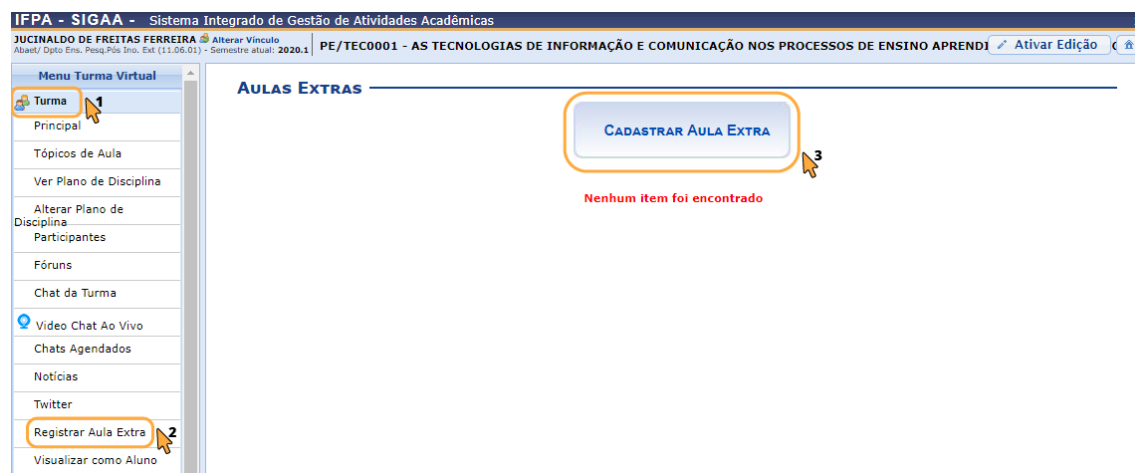 IFPA - SIGAA - Sistema Integrado de Gestão de Atividades Acadêmicas
JUCINALDO DE FREITAS FERREIRA Alterar Vínculo
Abaet/ Dpto Ens. Pesq.Pós Ino. Ext (11.06.01) - Semestre atual: 2020.1
PE/TEC0001 - AS TECNOLOGIAS DE INFORMAÇÃO E COMUNICAÇÃO NOS PROCESSOS DE ENSINO APREND
Ativar Edição
Menu Turma Virtual
Turma 1
Principal
Tópicos de Aula
Ver Plano de Disciplina
Alterar Plano de
Disciplina
Participantes
Fóruns
Chat da Turma
Video Chat Ao Vivo
Chats Agendados
Notícias
Twitter
Registrar Aula Extra 2
Visualizar como Aluno
AULAS EXTRAS
CADASTRAR AULA EXTRA
3
Nenhum item foi encontrado